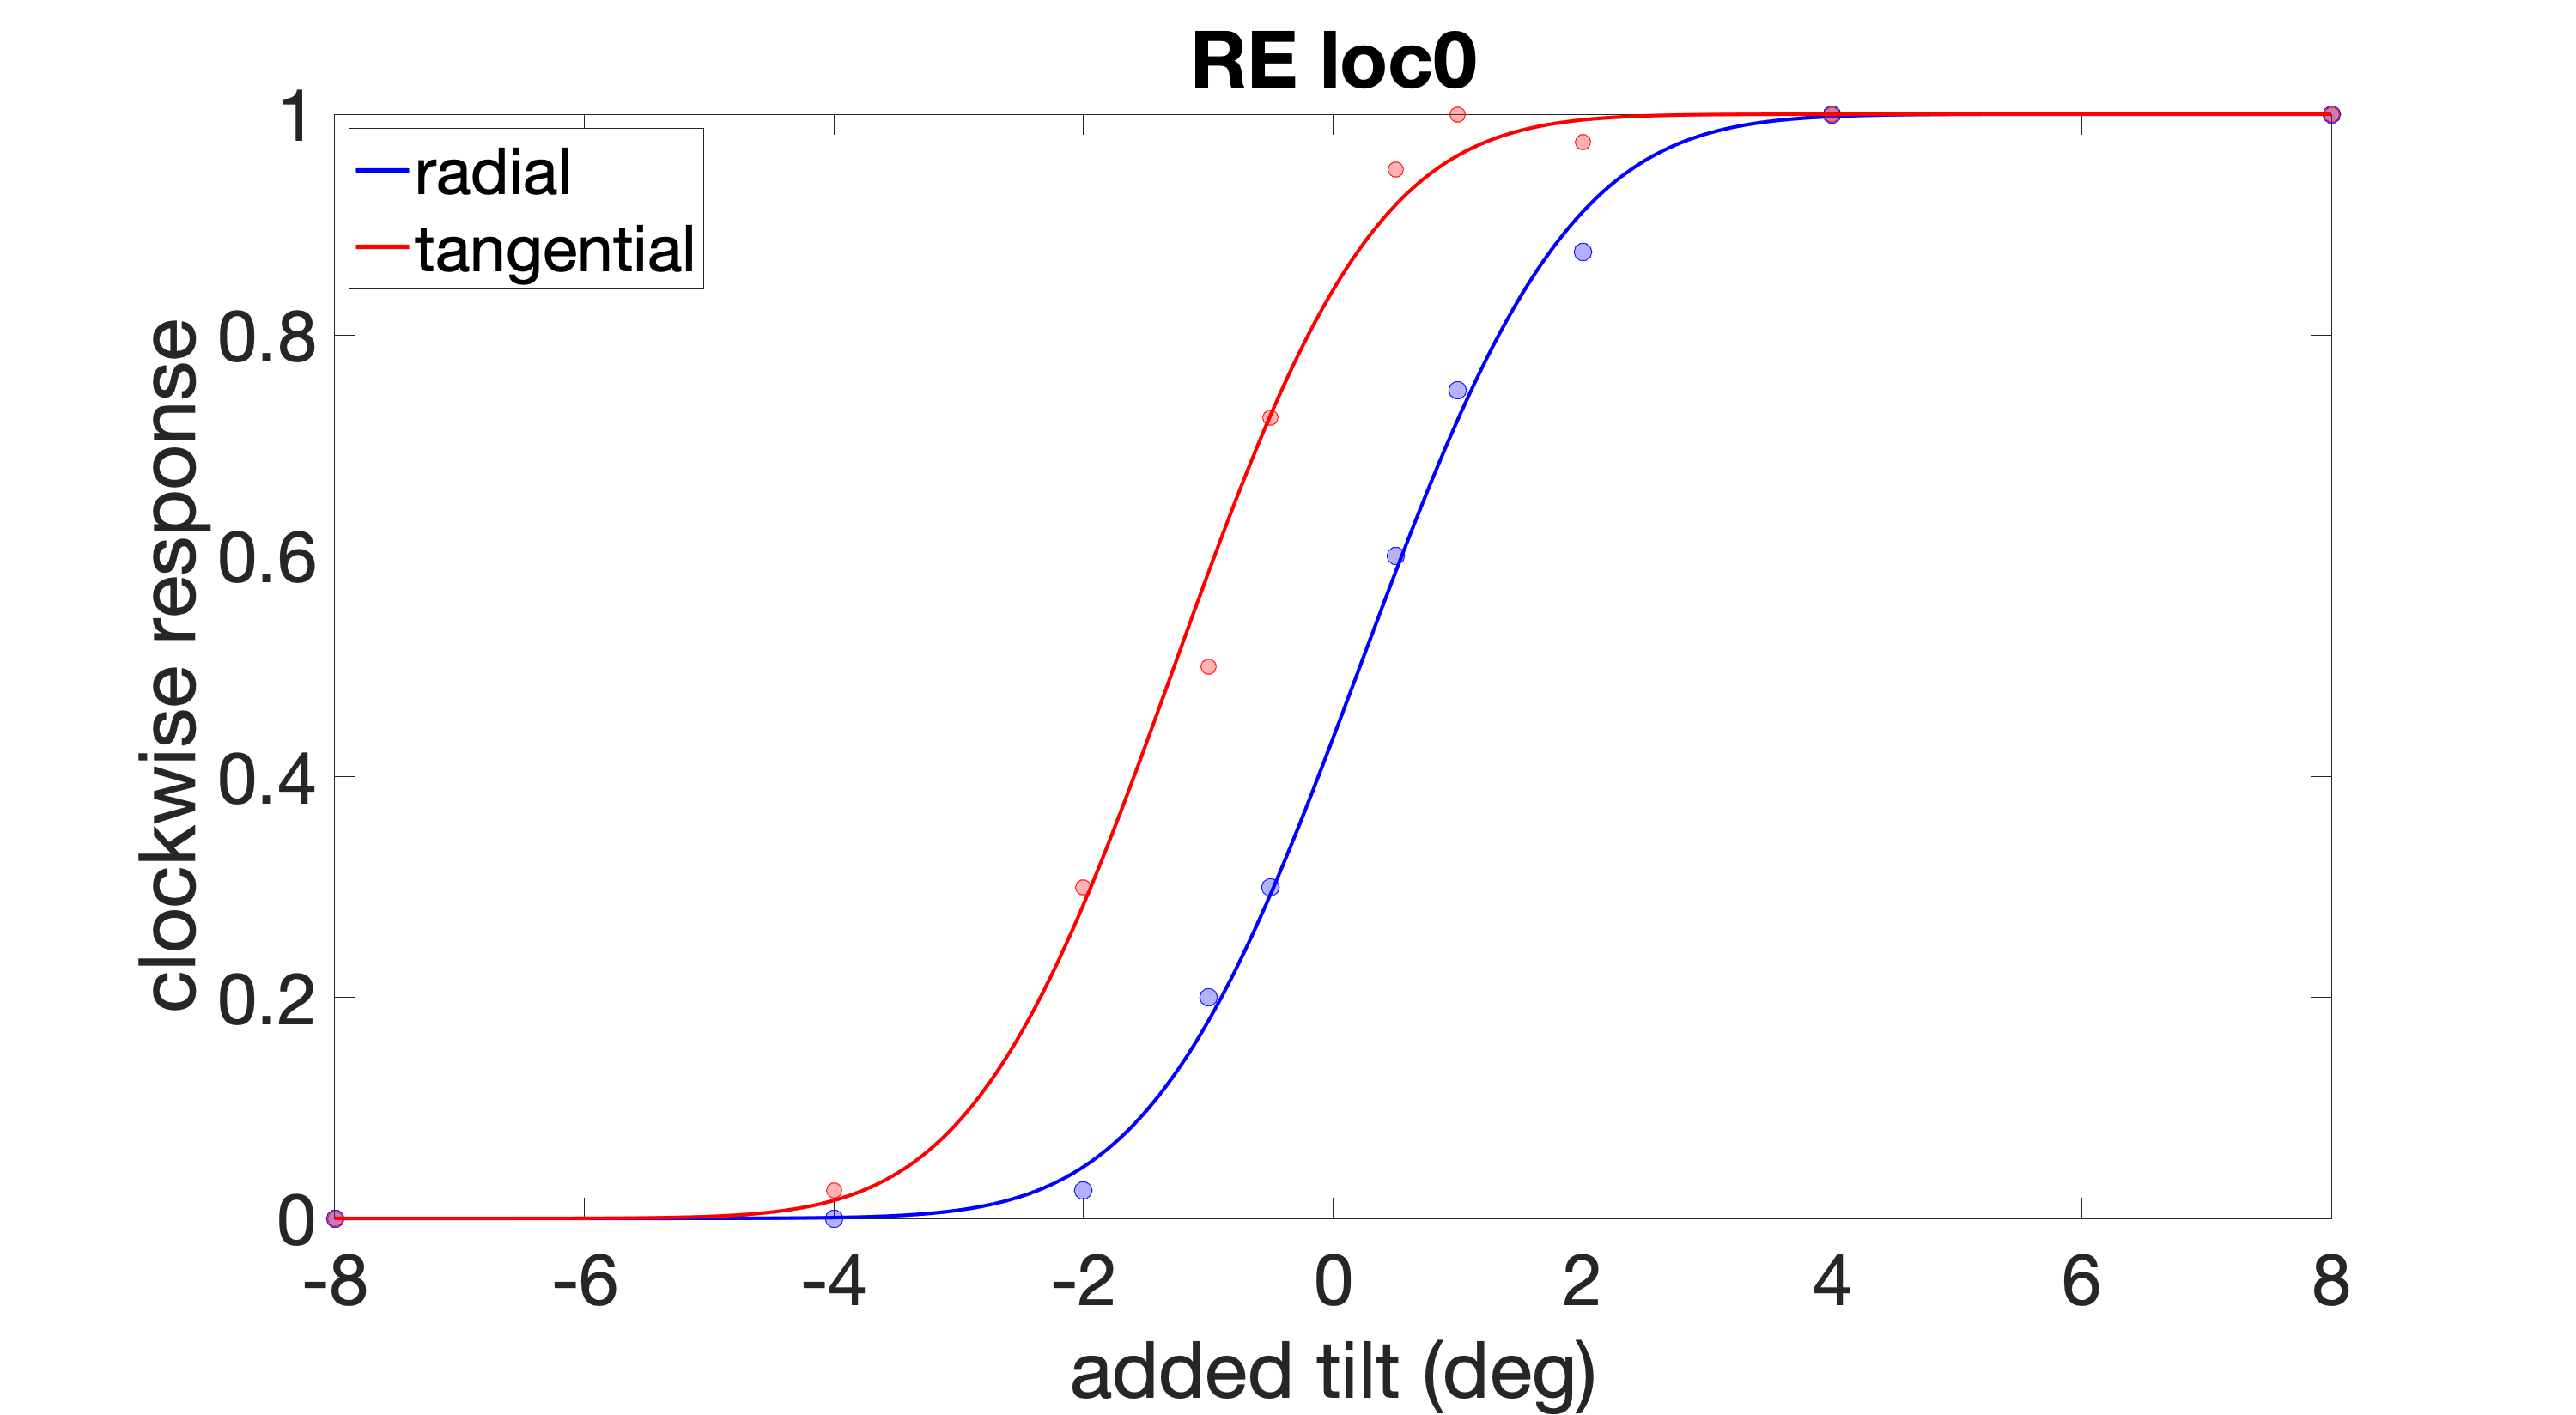 RE loc0
radial
tangential
clockwise response
1
0.8
0.6
0.4
0.2
0
-8 -6 -4 -2 0 2 4 6 8
added tilt (deg)